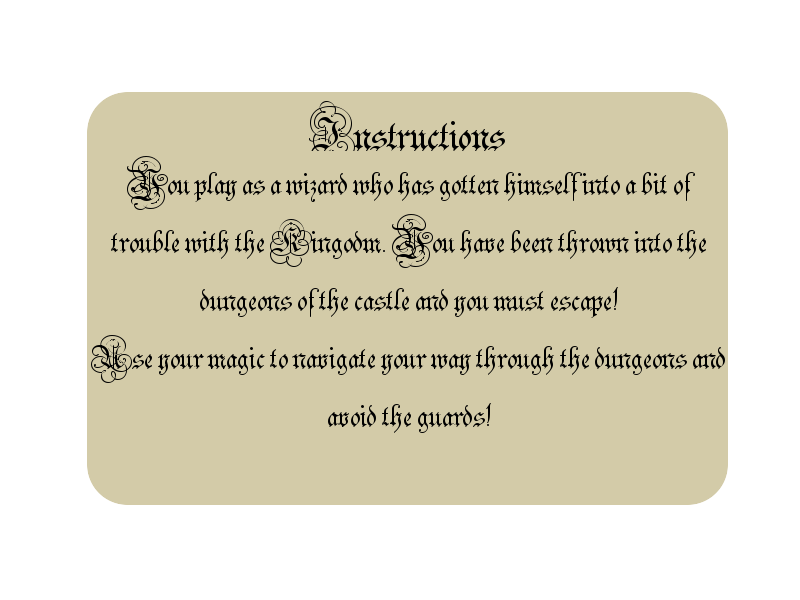 Instructions
You play as a wizard who has gotten himself into a bit of
trouble with the Kingodm. You have been thrown into the
dungeons of the castle and you must escape!
Use your magic to navigate your way through the dungeons and
avoid the guards!